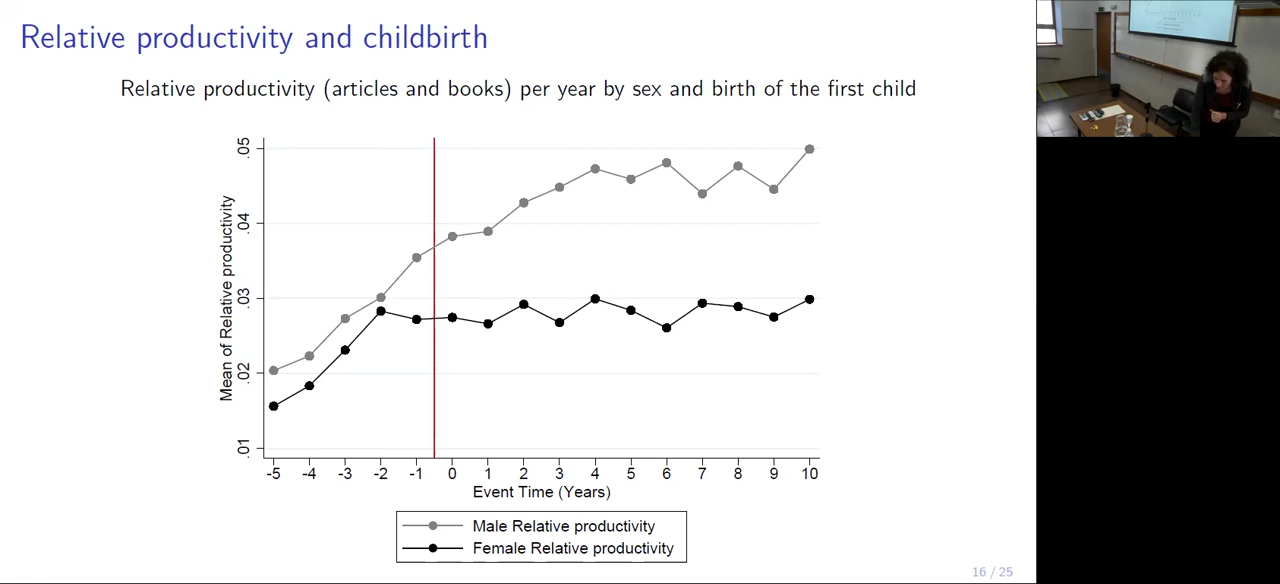 Relative productivity and childbirth
Relative productivity (articles and books) per year by sex and birth of the first child
Mean of Relative productivity
.05
.04
.03
.02
.01
-5 -4 -3 -2 -1 0 1 2 3 4 5 6 7 8 9 10
Event Time (Years)
Male Relative productivity
Female Relative productivity
16 / 25